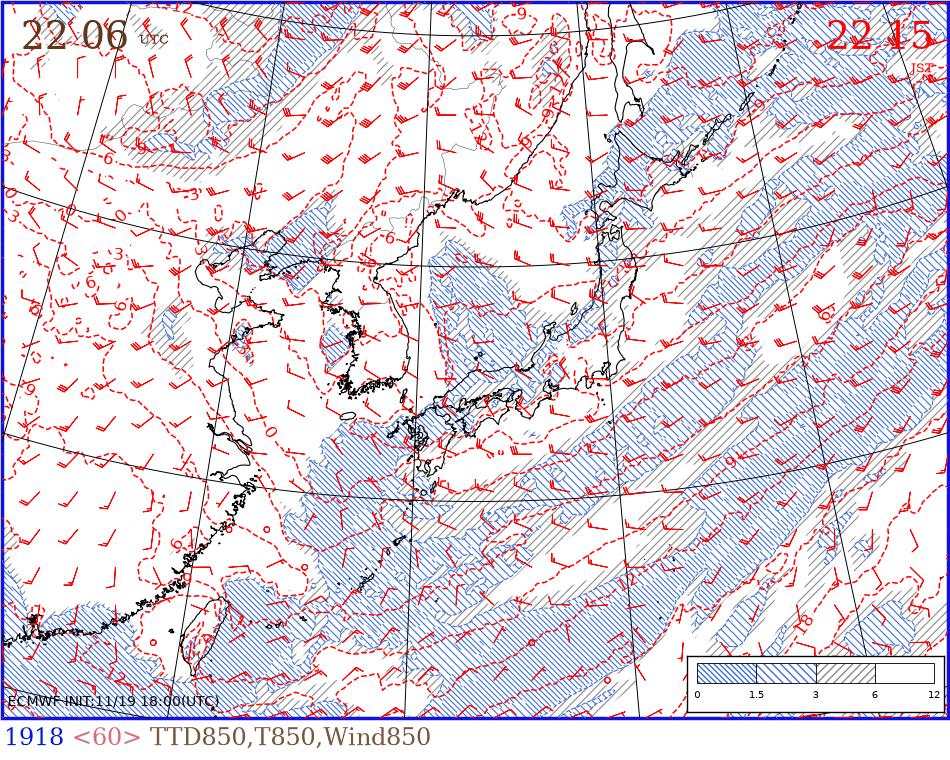 22 06 UTC
22 15 JST
0 1.5 3 6 12
ECMWF INIT;11/19 18:00(UTC)
1918 <60> TTD850,T850,Wind850